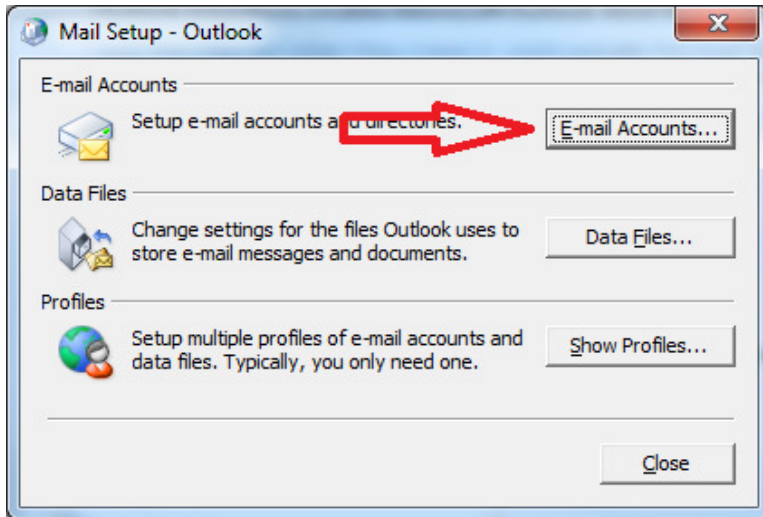 Mail Setup - Outlook
E-mail Accounts
Setup e-mail accounts and directories.
E-mail Accounts...
Data Files
Change settings for the files Outlook uses to
store e-mail messages and documents.
Data Files...
Profiles
Setup multiple profiles of e-mail accounts and
data files. Typically, you only need one.
Show Profiles...
Close